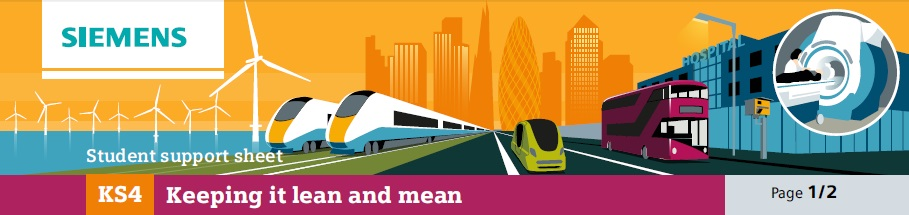 SIEMENS
HOSPITAL
Student support sheet
KS4 Keeping it lean and mean
Page 1/2